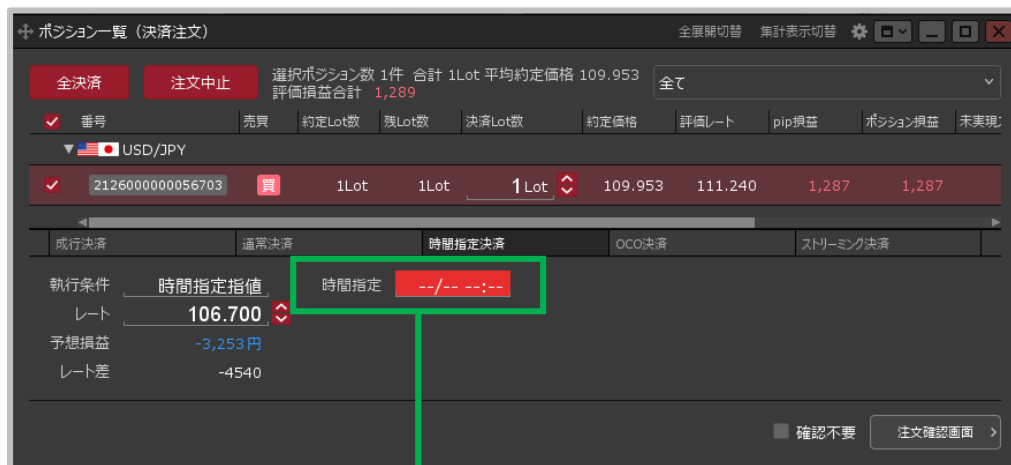 ポジション一覧（決済注文） 全展開切替 集計表示切替
全決済 注文中止 選択ポジション数 1件 合計 1Lot 平均約定価格 109.953 全て
評価損益合計 1,289
番号 売買 約定Lot数 残Lot数 決済Lot数 約定価格 評価レート pip損益 ポジション損益 未実現
USD/JPY
2126000000056703 買 1Lot 1Lot 1 Lot 109.953 111.240 1,287 1,287
成行決済 通常決済 時間指定決済 OCO決済 ストリーミング決済
執行条件 時間指定指値 時間指定 --/-- --:--
レート 106.700
予想損益 -3,253円
レート差 -4540
確認不要 注文確認画面